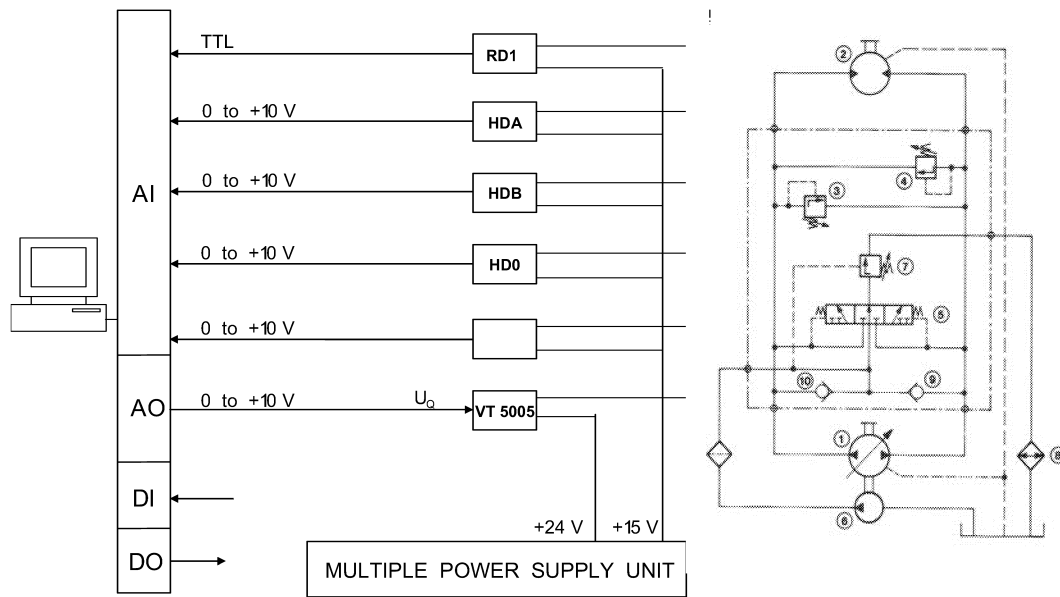 TTL
RD1
0 to +10 V
HDA
AI
0 to +10 V
HDB
0 to +10 V
HD0
0 to +10 V
AO
0 to +10 V
U_Q
VT 5005
DI
DO
+24 V
+15 V
MULTIPLE POWER SUPPLY UNIT
!
2
4
3
7
5
10
9
1
8
6